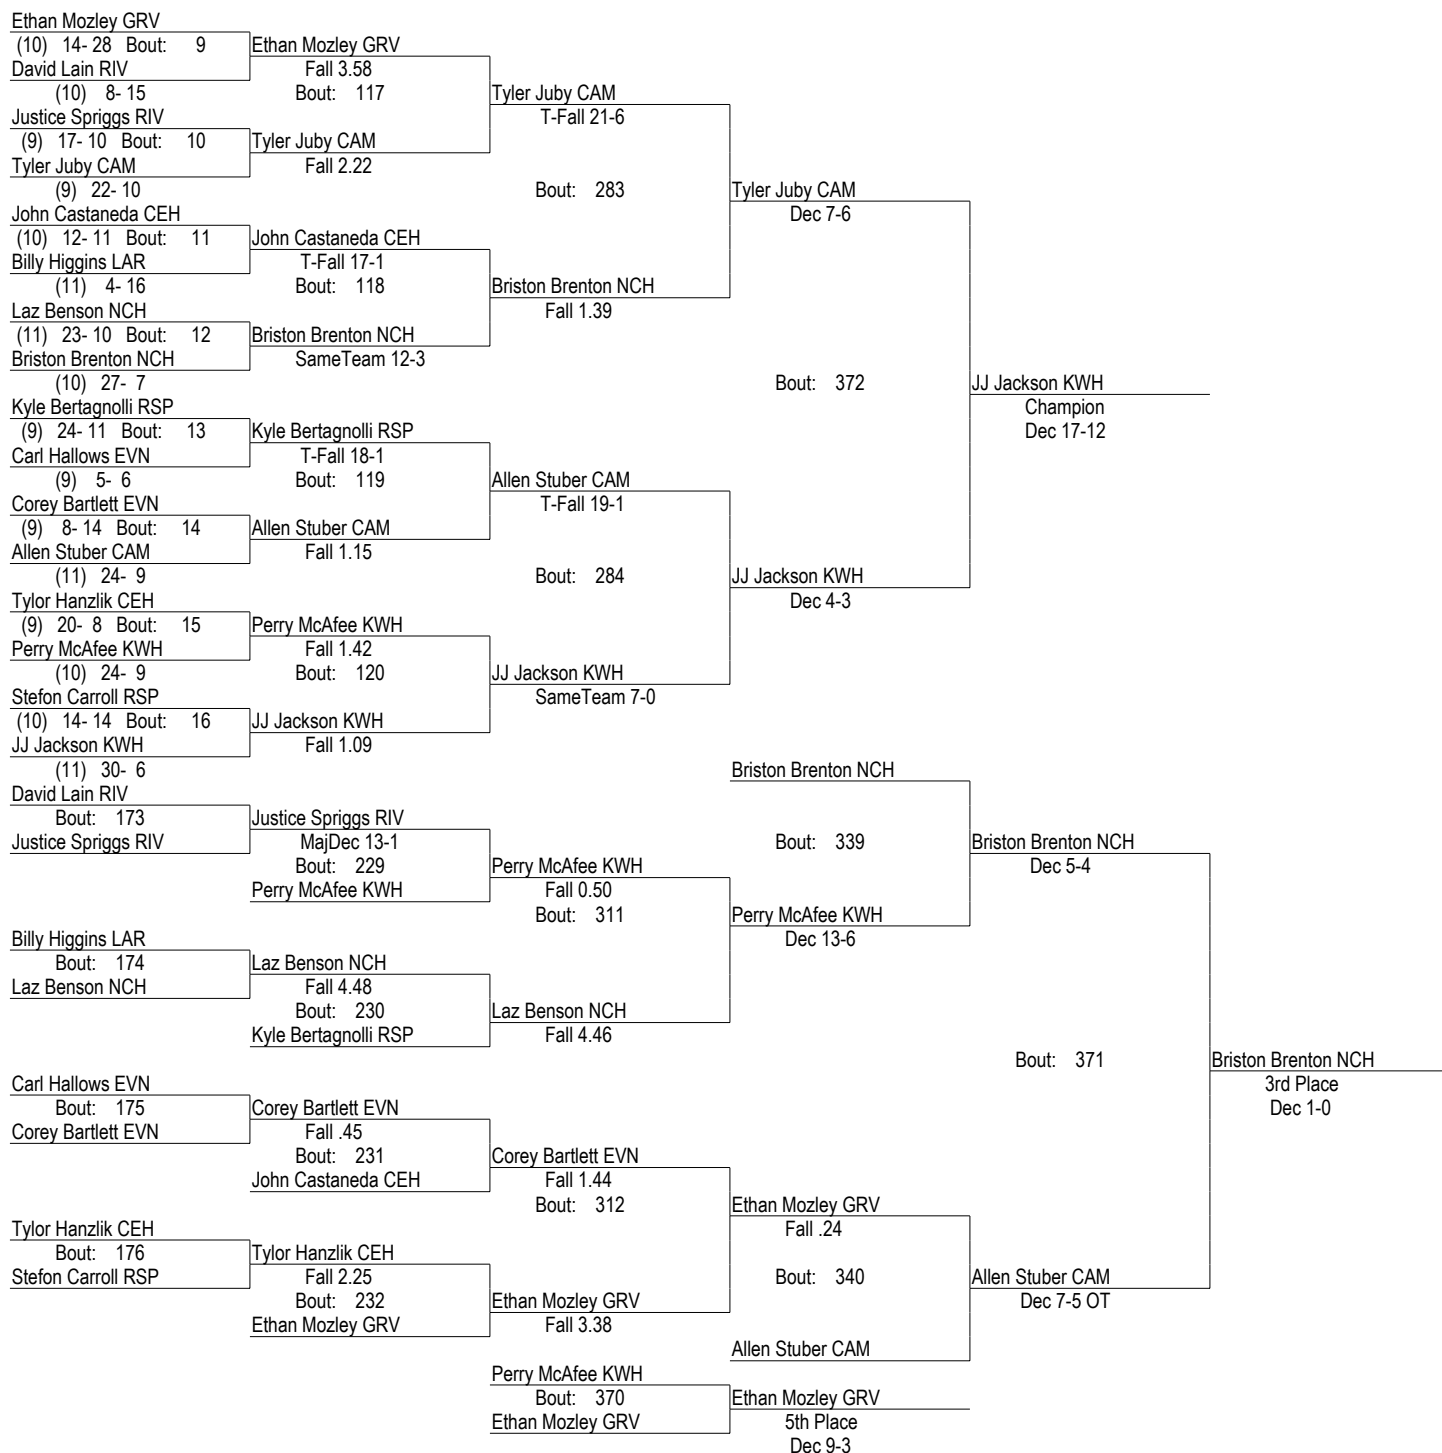 Ethan Mozley GRV
(10) 14- 28 Bout: 9 Ethan Mozley GRV
David Lain RIV Fall 3.58
(10) 8- 15 Bout: 117 Tyler Juby CAM
Justice Spriggs RIV T-Fall 21-6
(9) 17- 10 Bout: 10 Tyler Juby CAM
Tyler Juby CAM Fall 2.22
(9) 22- 10 Bout: 283 Tyler Juby CAM
John Castaneda CEH Dec 7-6
(10) 12- 11 Bout: 11 John Castaneda CEH
Billy Higgins LAR T-Fall 17-1
(11) 4- 16 Bout: 118 Briston Brenton NCH
Laz Benson NCH Fall 1.39
(11) 23- 10 Bout: 12 Briston Brenton NCH
Briston Brenton NCH SameTeam 12-3
(10) 27- 7 Bout: 372 JJ Jackson KWH
Kyle Bertagnolli RSP Champion
(9) 24- 11 Bout: 13 Kyle Bertagnolli RSP Dec 17-12
Carl Hallows EVN T-Fall 18-1
(9) 5- 6 Bout: 119 Allen Stuber CAM
Corey Bartlett EVN T-Fall 19-1
(9) 8- 14 Bout: 14 Allen Stuber CAM
Allen Stuber CAM Fall 1.15
(11) 24- 9 Bout: 284 JJ Jackson KWH
Tylor Hanzlik CEH Dec 4-3
(9) 20- 8 Bout: 15 Perry McAfee KWH
Perry McAfee KWH Fall 1.42
(10) 24- 9 Bout: 120 JJ Jackson KWH
Stefon Carroll RSP SameTeam 7-0
(10) 14- 14 Bout: 16 JJ Jackson KWH
JJ Jackson KWH Fall 1.09
(11) 30- 6 Briston Brenton NCH
David Lain RIV
Bout: 173 Justice Spriggs RIV
Justice Spriggs RIV MajDec 13-1 Bout: 339 Briston Brenton NCH
Bout: 229 Perry McAfee KWH Dec 5-4
Perry McAfee KWH Fall 0.50
Bout: 311 Perry McAfee KWH
Billy Higgins LAR Dec 13-6
Bout: 174 Laz Benson NCH
Laz Benson NCH Fall 4.48
Bout: 230 Laz Benson NCH
Kyle Bertagnolli RSP Fall 4.46
Bout: 371 Briston Brenton NCH
Carl Hallows EVN 3rd Place
Bout: 175 Corey Bartlett EVN Dec 1-0
Corey Bartlett EVN Fall .45
Bout: 231 Corey Bartlett EVN
John Castaneda CEH Fall 1.44
Bout: 312 Ethan Mozley GRV
Tylor Hanzlik CEH Fall .24
Bout: 176 Tylor Hanzlik CEH
Stefon Carroll RSP Fall 2.25 Bout: 340 Allen Stuber CAM
Bout: 232 Ethan Mozley GRV Dec 7-5 OT
Ethan Mozley GRV Fall 3.38
Allen Stuber CAM
Perry McAfee KWH
Bout: 370 Ethan Mozley GRV
Ethan Mozley GRV 5th Place
Dec 9-3